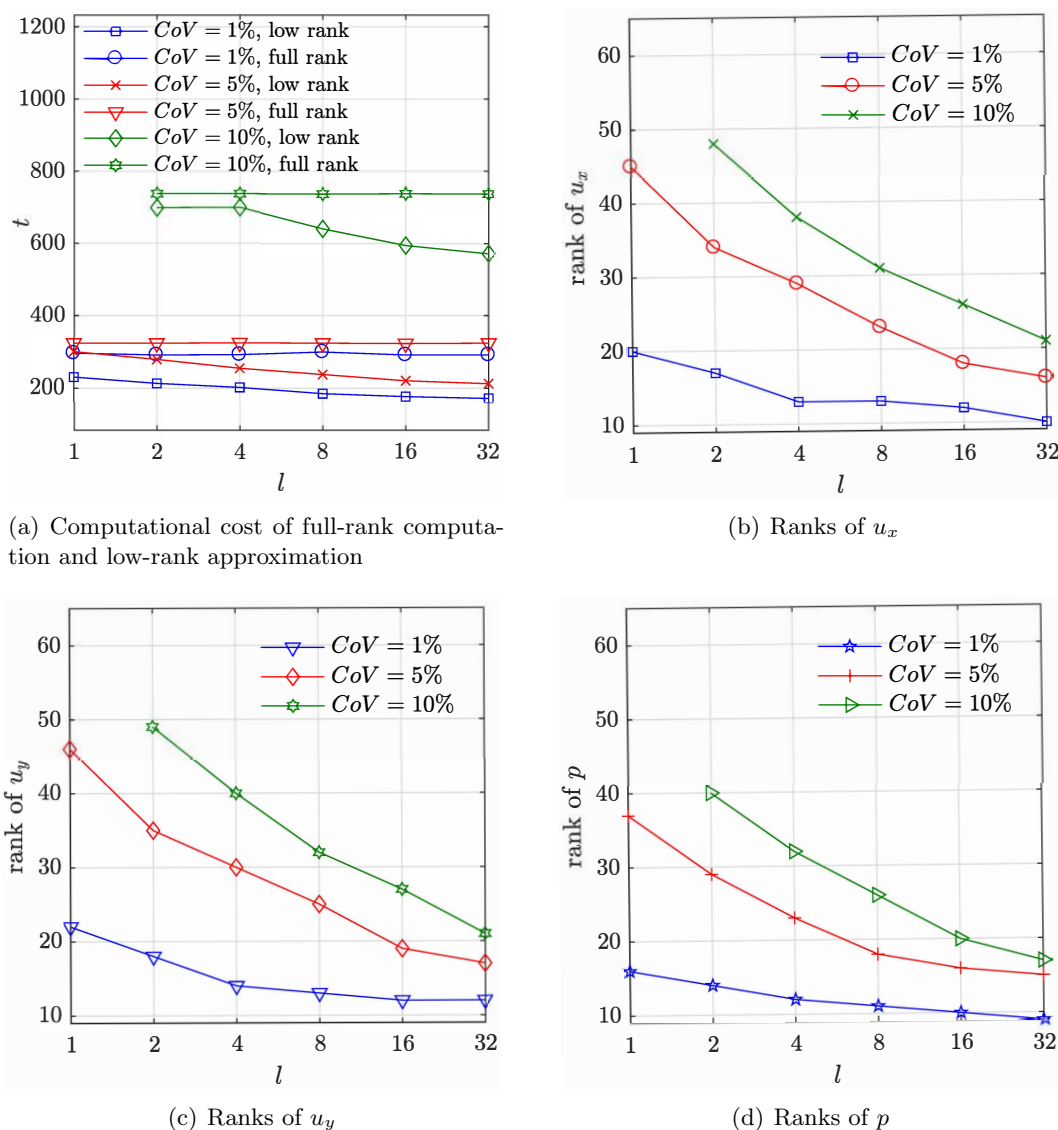 1200
1000
800
600
400
200
t
CoV = 1%, low rank
CoV = 1%, full rank
CoV = 5%, low rank
CoV = 5%, full rank
CoV = 10%, low rank
CoV = 10%, full rank
1 2 4 8 16 32
l
(a) Computational cost of full-rank computa-
tion and low-rank approximation
60
50
40
30
20
10
rank of u_x
CoV = 1%
CoV = 5%
CoV = 10%
1 2 4 8 16 32
l
(b) Ranks of u_x
60
50
40
30
20
10
rank of u_y
CoV = 1%
CoV = 5%
CoV = 10%
1 2 4 8 16 32
l
(c) Ranks of u_y
60
50
40
30
20
10
rank of p
CoV = 1%
CoV = 5%
CoV = 10%
1 2 4 8 16 32
l
(d) Ranks of p